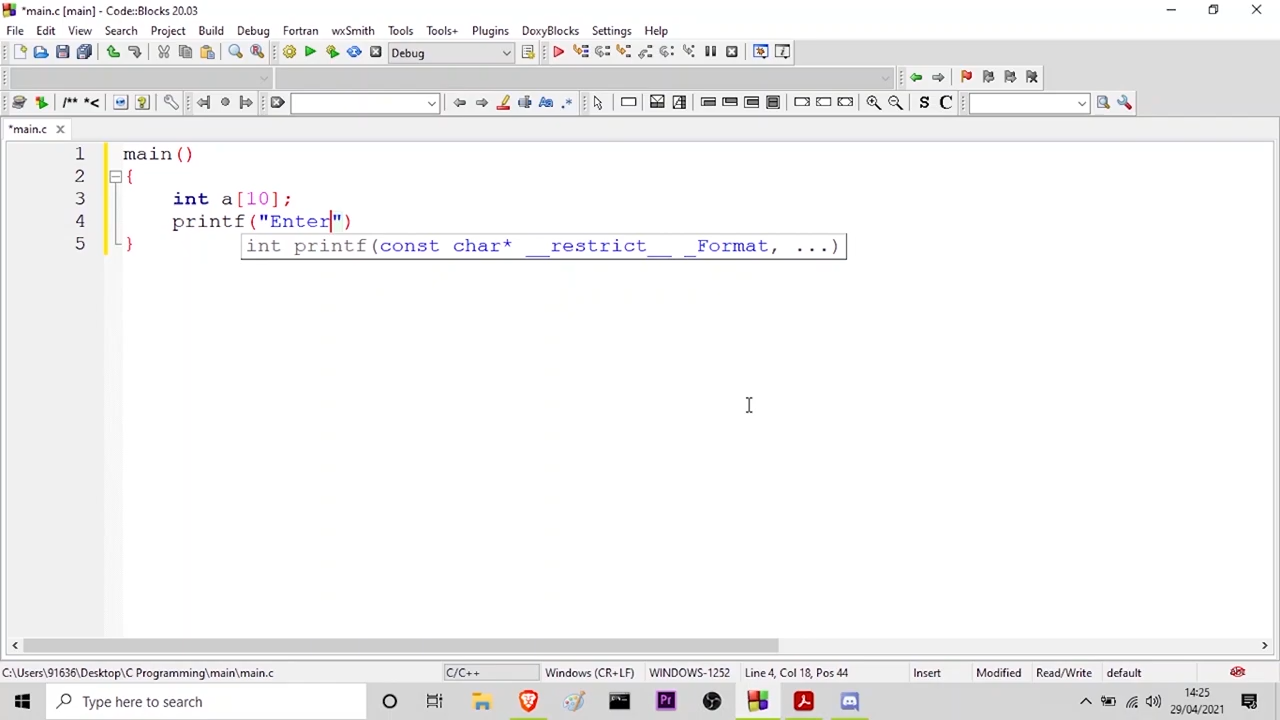 *main.c [main] - Code::Blocks 20.03
File Edit View Search Project Build Debug Fortran wxSmith Tools Tools+ Plugins DoxyBlocks Settings Help
Debug
/** *<
Aa .*
S C
*main.c
1 main()
2 {
3 int a[10];
4 printf("Enter")
int printf(const char* __restrict__ _Format, ...)
5 }
C:\Users\91636\Desktop\C Programming\main\main.c C/C++ Windows (CR+LF) WINDOWS-1252 Line 4, Col 18, Pos 44 Insert Modified Read/Write default
Type here to search
Pr
14:25
29/04/2021